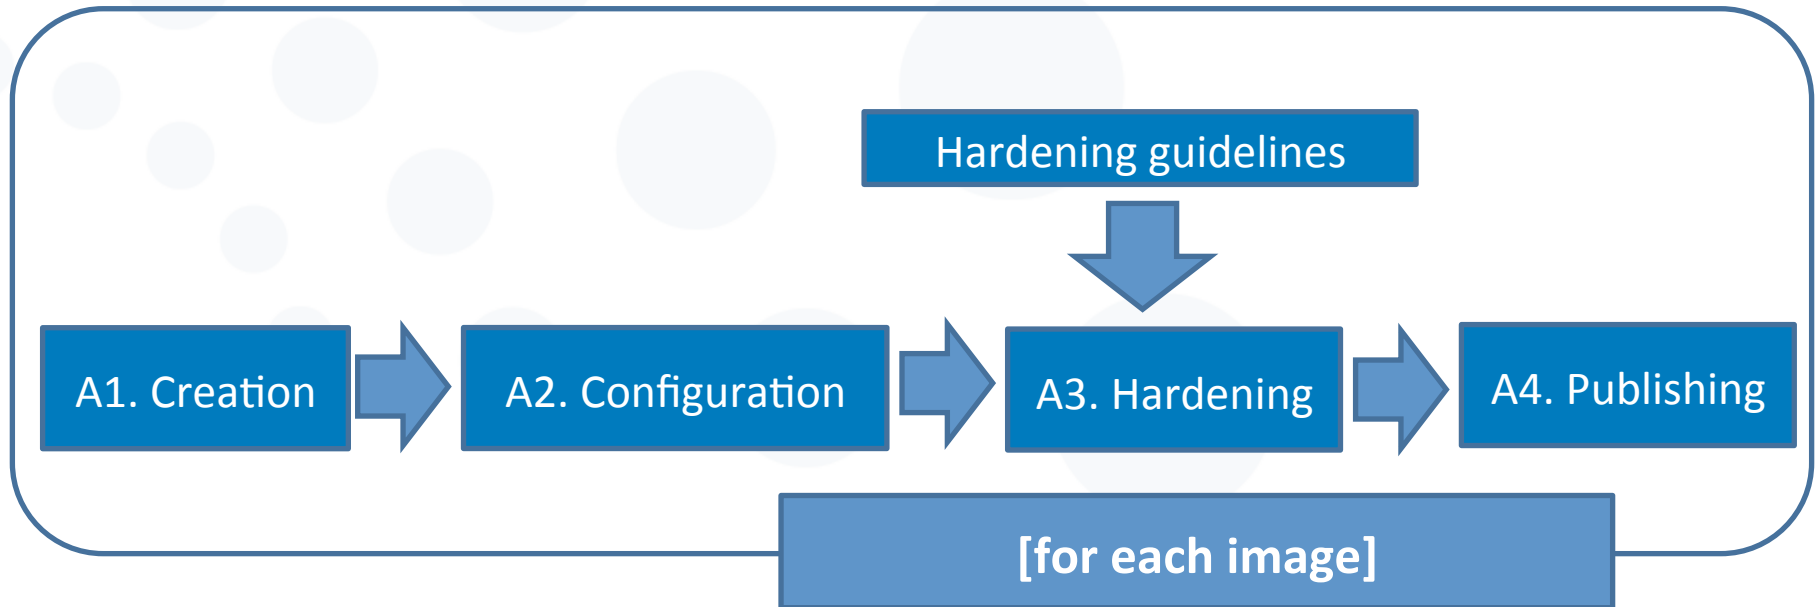 Hardening guidelines
A1. Creation
A2. Configuration
A3. Hardening
A4. Publishing
[for each image]